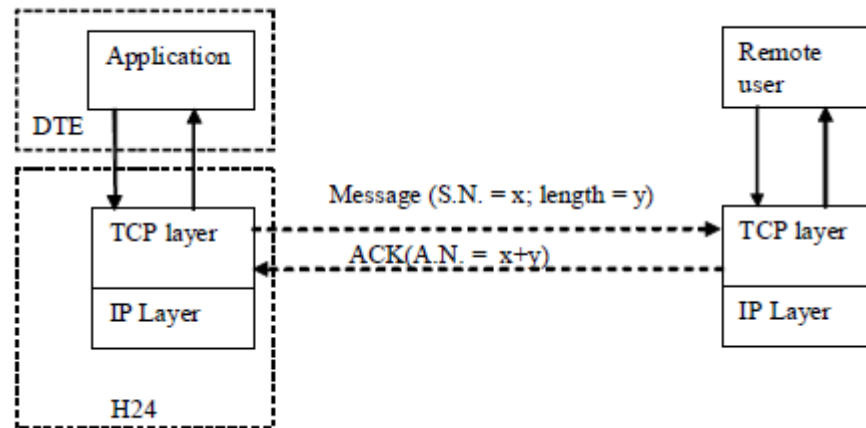 Application
DTE
TCP layer
IP Layer
H24
Message (S.N. = x; length = y)
ACK(A.N. = x+y)
Remote
user
TCP layer
IP Layer